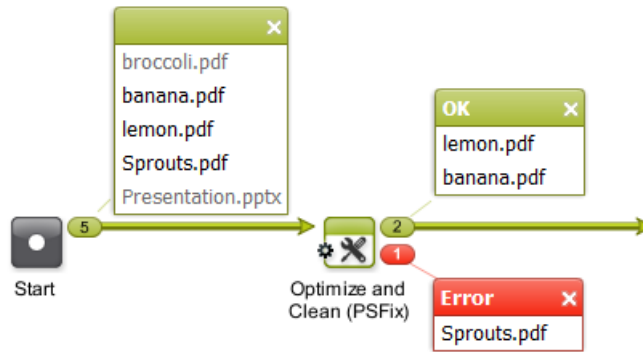 broccoli.pdf
banana.pdf
lemon.pdf
Sprouts.pdf
Presentation.pptx
OK
lemon.pdf
banana.pdf
5
2
1
Start
Optimize and
Clean (PSFix)
Error
Sprouts.pdf